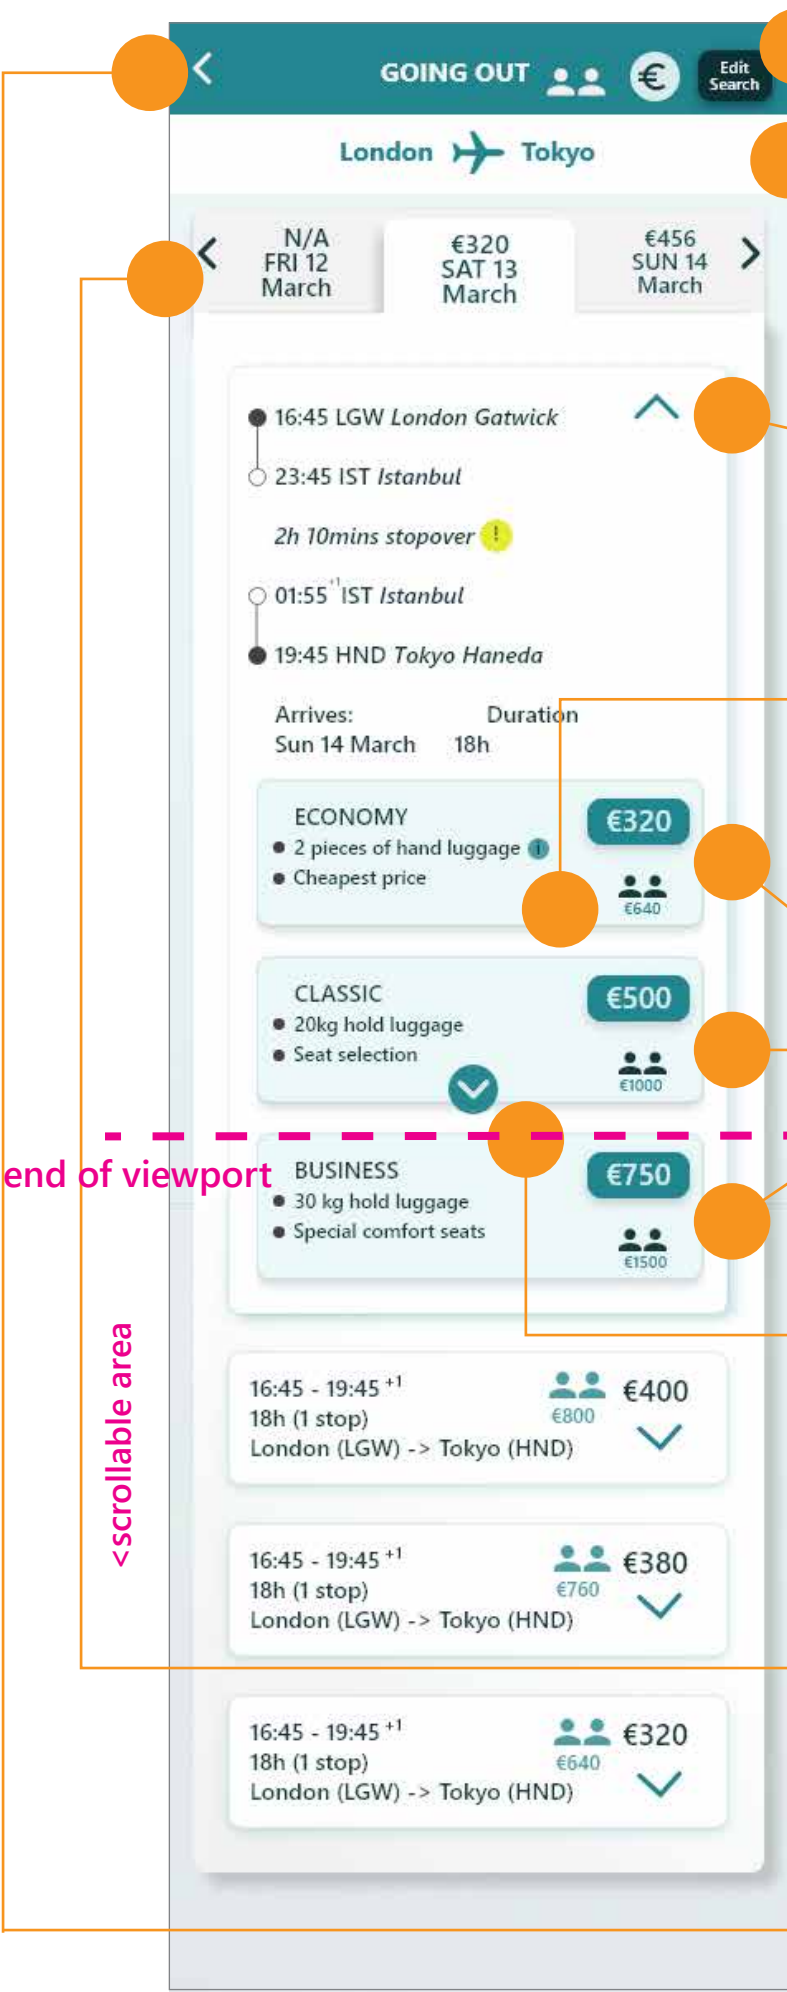 GOING OUT
€
Edit
Search
London Tokyo
N/A
FRI 12
March
€320
SAT 13
March
€456
SUN 14
March
16:45 LGW London Gatwick
23:45 IST Istanbul
2h 10mins stopover !
01:55 +1 IST Istanbul
19:45 HND Tokyo Haneda
Arrives: Duration
Sun 14 March 18h
ECONOMY
€320
2 pieces of hand luggage i
Cheapest price
€640
CLASSIC
€500
20kg hold luggage
Seat selection
€1000
end of viewport
BUSINESS
€750
30 kg hold luggage
Special comfort seats
€1500
<scrollable area
16:45 - 19:45 +1
€400
18h (1 stop)
€800
London (LGW) -> Tokyo (HND)
16:45 - 19:45 +1
€380
18h (1 stop)
€760
London (LGW) -> Tokyo (HND)
16:45 - 19:45 +1
€320
18h (1 stop)
€640
London (LGW) -> Tokyo (HND)